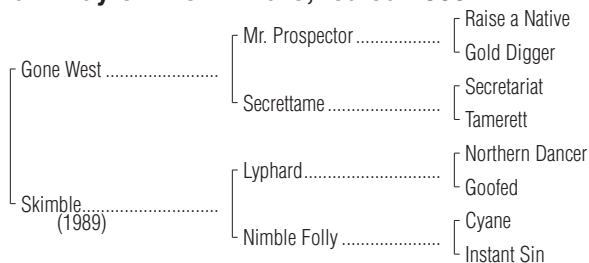 Raise a Native
Mr. Prospector
Gold Digger
Gone West
Secretariat
Secrettame
Tamerett
Northern Dancer
Lyphard
Goofed
Skimble
(1989)
Cyane
Nimble Folly
Instant Sin